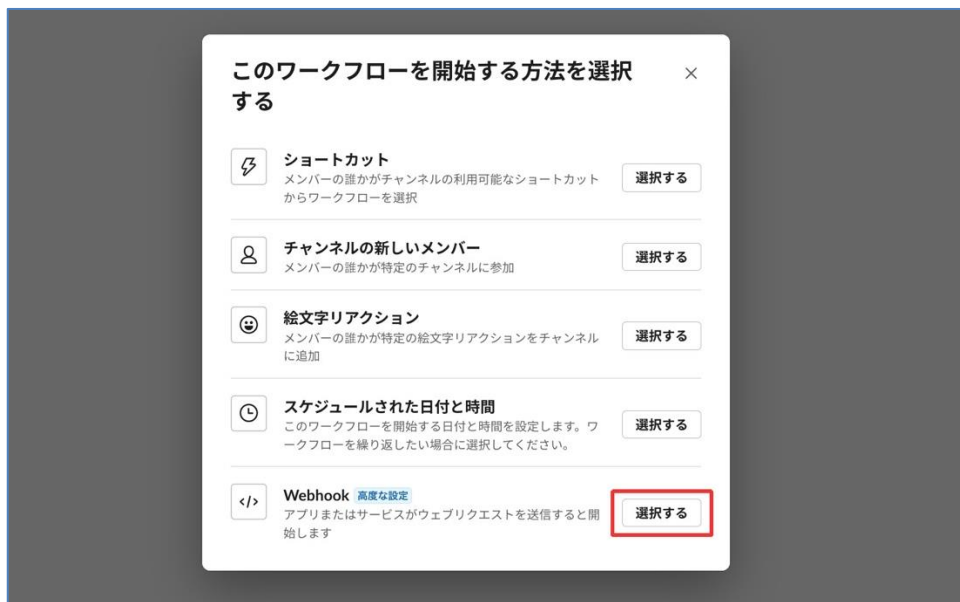 このワークフローを開始する方法を選択
する
ショートカット
メンバーの誰かがチャンネルの利用可能なショートカット
からワークフローを選択
選択する
チャンネルの新しいメンバー
メンバーの誰かが特定のチャンネルに参加
選択する
絵文字リアクション
メンバーの誰かが特定の絵文字リアクションをチャンネル
に追加
選択する
スケジュールされた日付と時間
このワークフローを開始する日付と時間を設定します。ワ
ークフローを繰り返したい場合に選択してください。
選択する
Webhook 高度な設定
アプリまたはサービスがウェブリクエストを送信すると開
始します
選択する